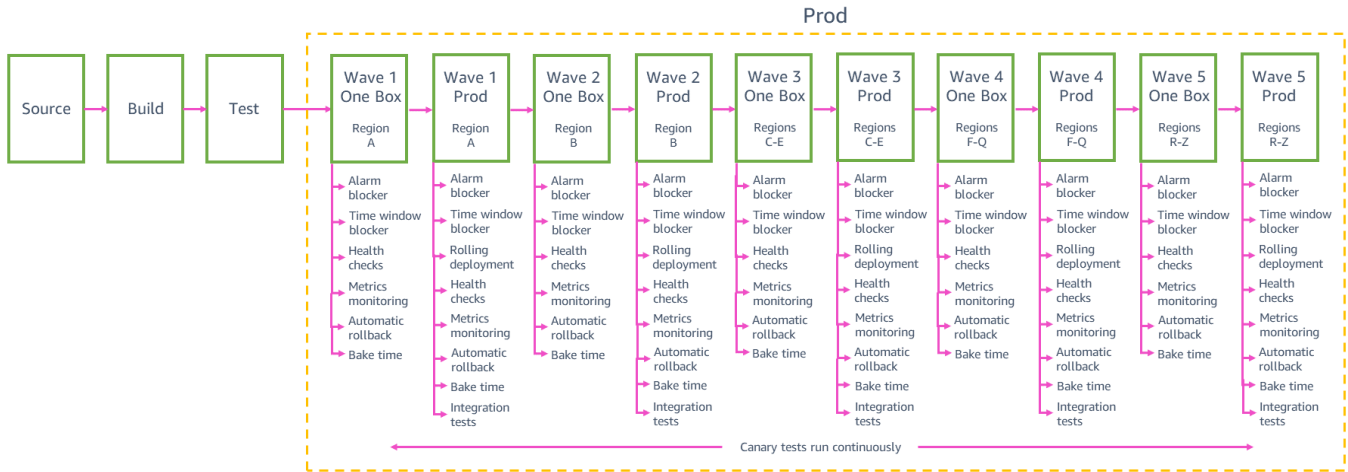 Prod
Source
Build
Test
Wave 1
One Box
Region
A
Wave 1
Prod
Region
A
Wave 2
One Box
Region
B
Wave 2
Prod
Region
B
Wave 3
One Box
Regions
C-E
Wave 3
Prod
Regions
C-E
Wave 4
One Box
Regions
F-Q
Wave 4
Prod
Regions
F-Q
Wave 5
One Box
Regions
R-Z
Wave 5
Prod
Regions
R-Z
Alarm
blocker
Time window
blocker
Health
checks
Metrics
monitoring
Automatic
rollback
Bake time
Alarm
blocker
Time window
blocker
Rolling
deployment
Health
checks
Metrics
monitoring
Automatic
rollback
Bake time
Integration
tests
Alarm
blocker
Time window
blocker
Health
checks
Metrics
monitoring
Automatic
rollback
Bake time
Alarm
blocker
Time window
blocker
Rolling
deployment
Health
checks
Metrics
monitoring
Automatic
rollback
Bake time
Integration
tests
Alarm
blocker
Time window
blocker
Health
checks
Metrics
monitoring
Automatic
rollback
Bake time
Alarm
blocker
Time window
blocker
Rolling
deployment
Health
checks
Metrics
monitoring
Automatic
rollback
Bake time
Integration
tests
Alarm
blocker
Time window
blocker
Health
checks
Metrics
monitoring
Automatic
rollback
Bake time
Alarm
blocker
Time window
blocker
Rolling
deployment
Health
checks
Metrics
monitoring
Automatic
rollback
Bake time
Integration
tests
Alarm
blocker
Time window
blocker
Health
checks
Metrics
monitoring
Automatic
rollback
Bake time
Alarm
blocker
Time window
blocker
Rolling
deployment
Health
checks
Metrics
monitoring
Automatic
rollback
Bake time
Integration
tests
Canary tests run continuously